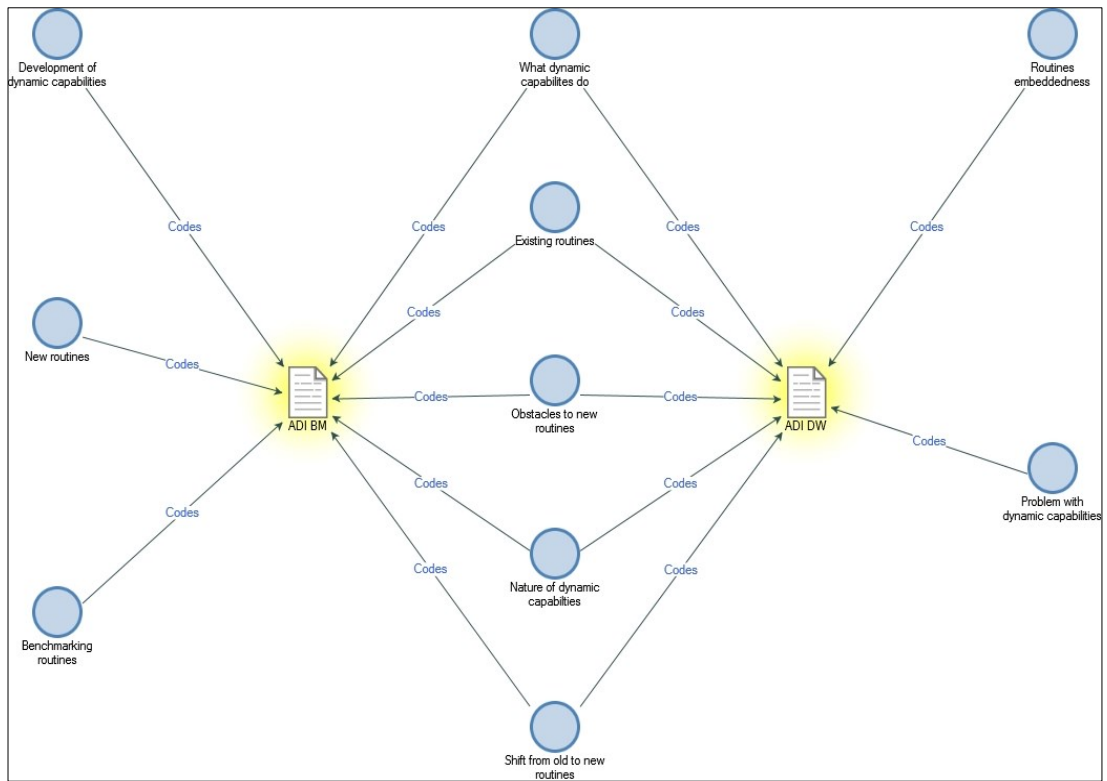 Development of
dynamic capabilities
What dynamic
capabilites do
Routines
embeddedness
Codes
Codes
Codes
Codes
Existing routines
Codes
Codes
New routines
Codes
ADI BM
Obstacles to new
routines
Codes
Codes
ADI DW
Codes
Problem with
dynamic capabilities
Codes
Codes
Codes
Nature of dynamic
capabilties
Benchmarking
routines
Codes
Codes
Shift from old to new
routines